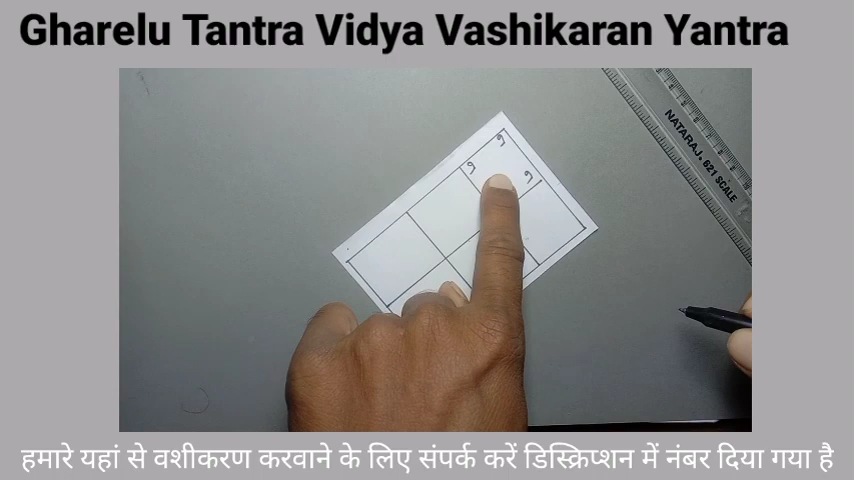 Gharelu Tantra Vidya Vashikaran Yantra
NATARAJ. 621 SCALE
हमारे यहां से वशीकरण करवाने के लिए संपर्क करें डिस्क्रिप्शन में नंबर दिया गया है